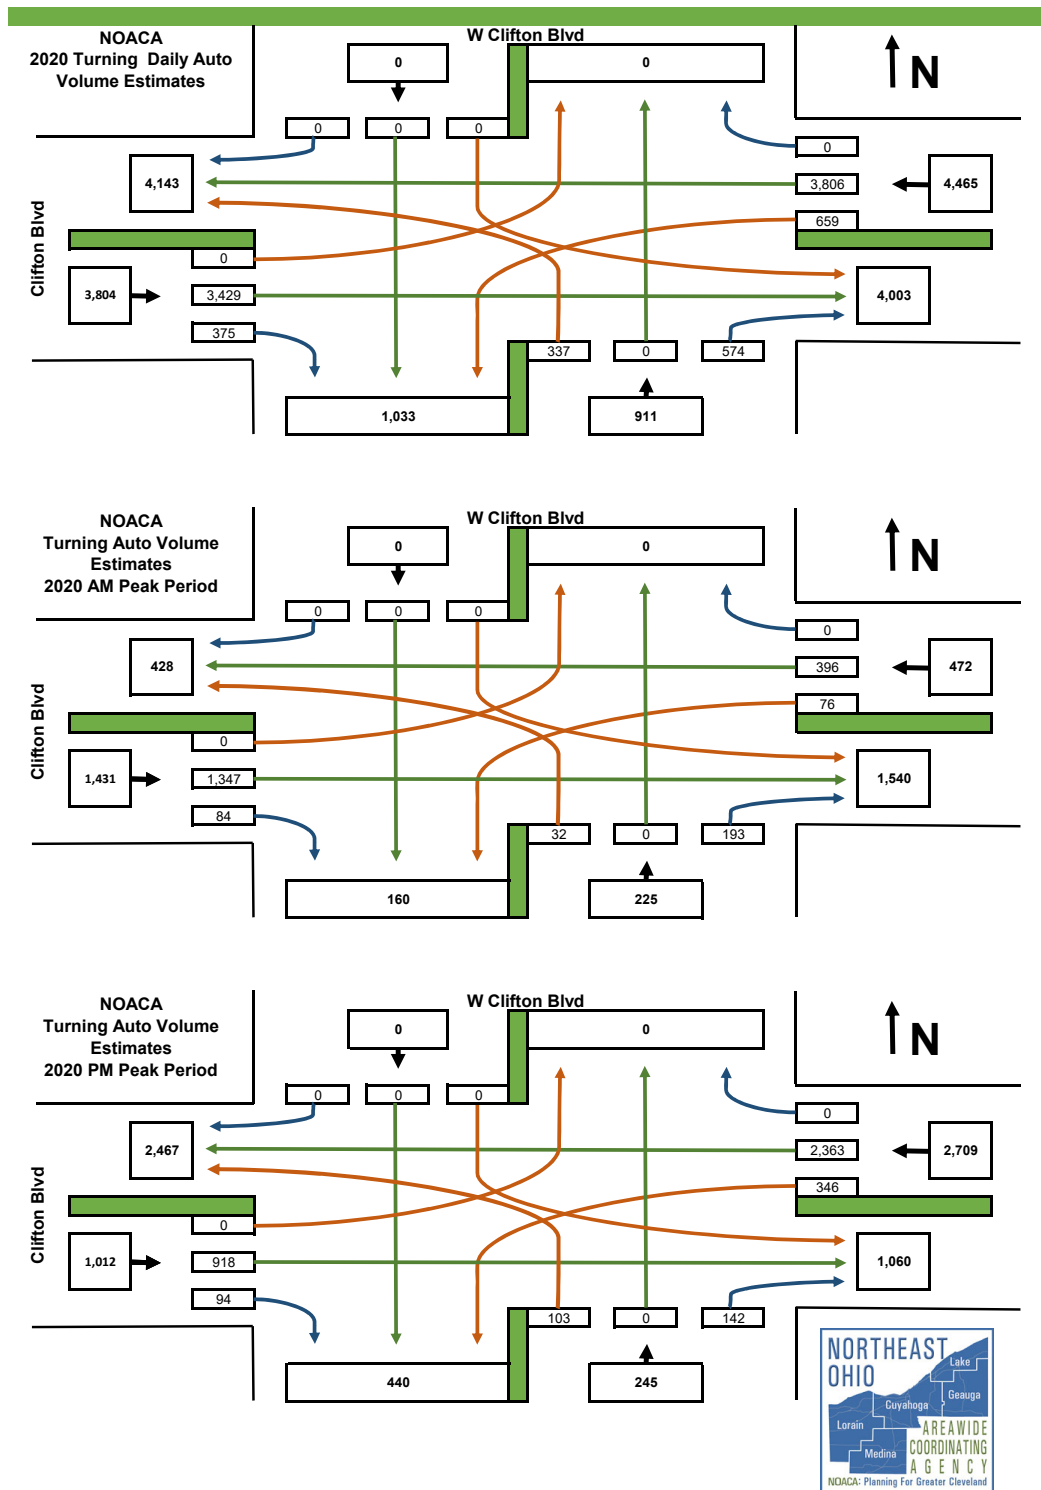 NOACA
2020 Turning Daily Auto
Volume Estimates
W Clifton Blvd
0
0
N
0
0
0
0
4,143
3,806
4,465
659
Clifton Blvd
0
3,804
3,429
4,003
375
337
0
574
1,033
911
NOACA
Turning Auto Volume
Estimates
2020 AM Peak Period
W Clifton Blvd
0
0
N
0
0
0
0
428
396
472
76
Clifton Blvd
0
1,431
1,347
1,540
84
32
0
193
160
225
NOACA
Turning Auto Volume
Estimates
2020 PM Peak Period
W Clifton Blvd
0
0
N
0
0
0
0
2,467
2,363
2,709
346
Clifton Blvd
0
1,012
918
1,060
94
103
0
142
440
245
NORTHEAST
OHIO
Lake
Geauga
Cuyahoga
Lorain
Medina
AREAWIDE
COORDINATING
AGENCY
NOACA: Planning For Greater Cleveland